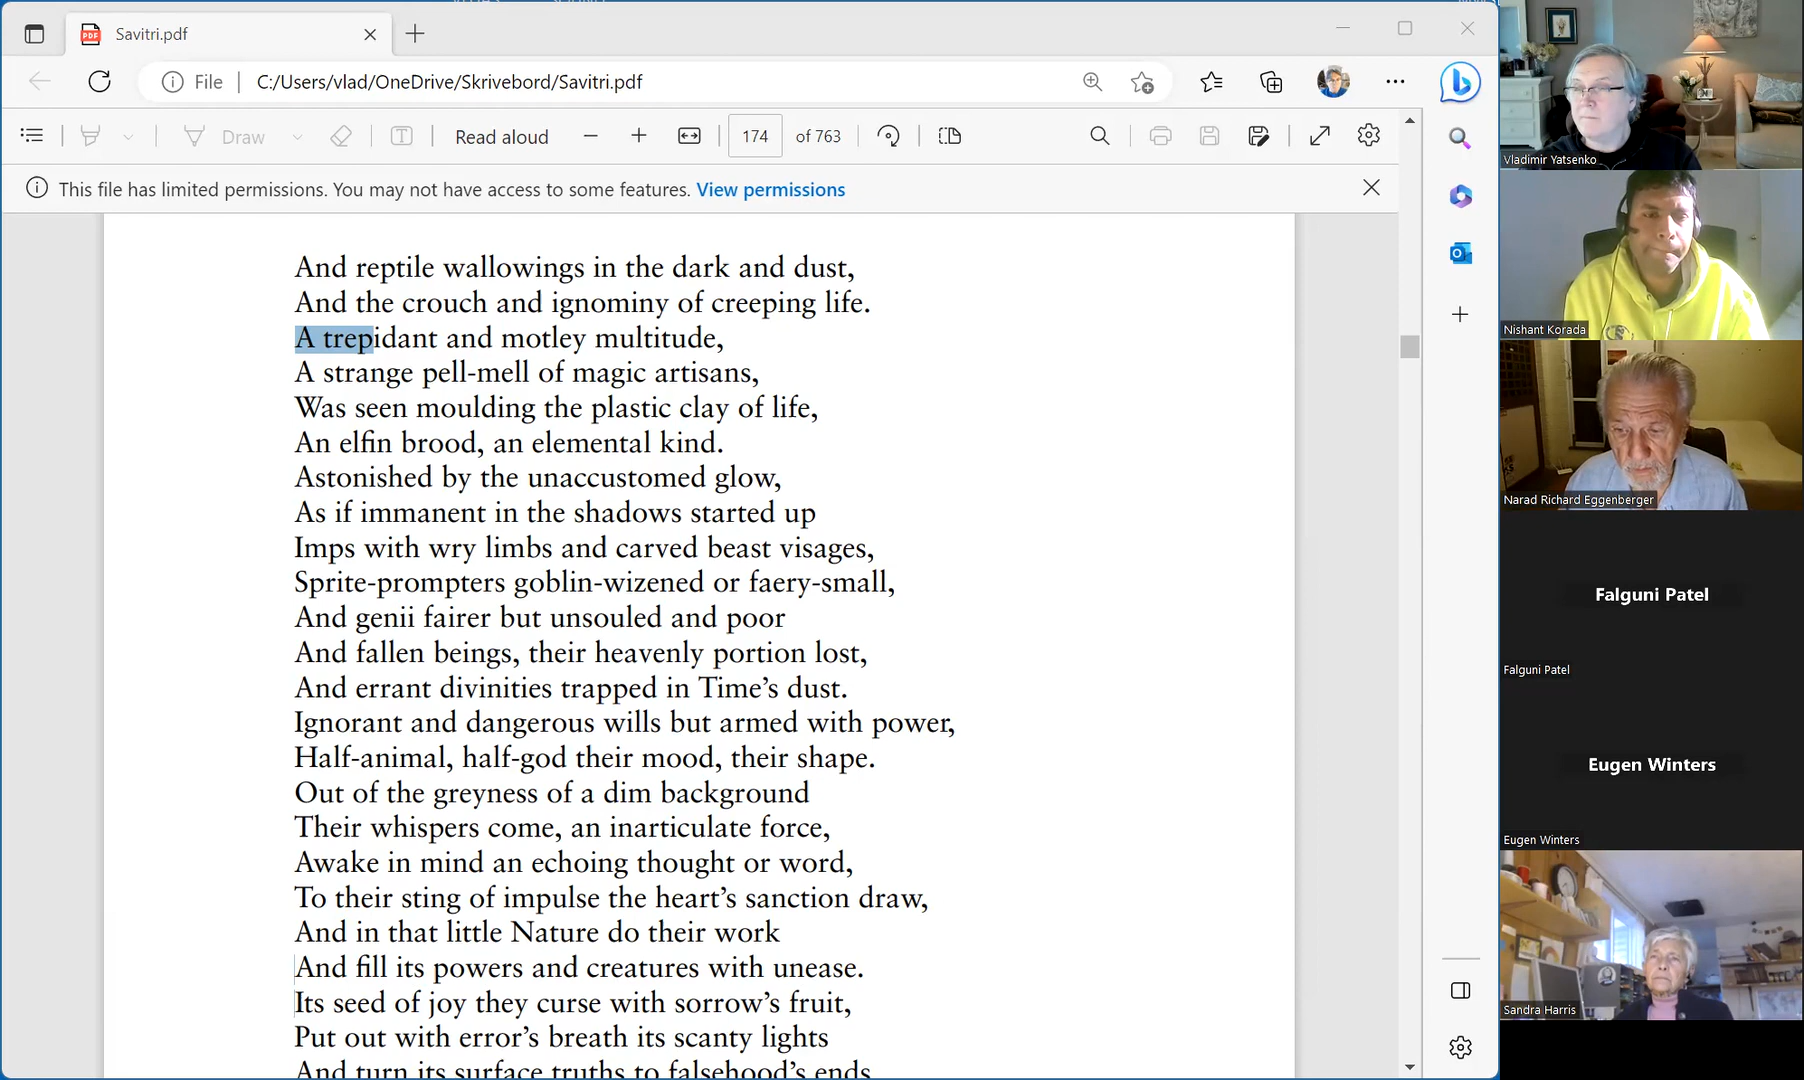 Savitri.pdf
File
C:/Users/vlad/OneDrive/Skrivebord/Savitri.pdf
Draw
Read aloud
174 of 763
This file has limited permissions. You may not have access to some features. View permissions
And reptile wallowings in the dark and dust,
And the crouch and ignominy of creeping life.
A trepidant and motley multitude,
A strange pell-mell of magic artisans,
Was seen moulding the plastic clay of life,
An elfin brood, an elemental kind.
Astonished by the unaccustomed glow,
As if immanent in the shadows started up
Imps with wry limbs and carved beast visages,
Sprite-prompters goblin-wizened or faery-small,
And genii fairer but unsouled and poor
And fallen beings, their heavenly portion lost,
And errant divinities trapped in Time’s dust.
Ignorant and dangerous wills but armed with power,
Half-animal, half-god their mood, their shape.
Out of the greyness of a dim background
Their whispers come, an inarticulate force,
Awake in mind an echoing thought or word,
To their sting of impulse the heart’s sanction draw,
And in that little Nature do their work
And fill its powers and creatures with unease.
Its seed of joy they curse with sorrow’s fruit,
Put out with error’s breath its scanty lights
And turn its surface truths to falsehood’s ends
Vladimir Yatsenko
Nishant Korada
Narad Richard Eggenberger
Falguni Patel
Falguni Patel
Eugen Winters
Eugen Winters
Sandra Harris